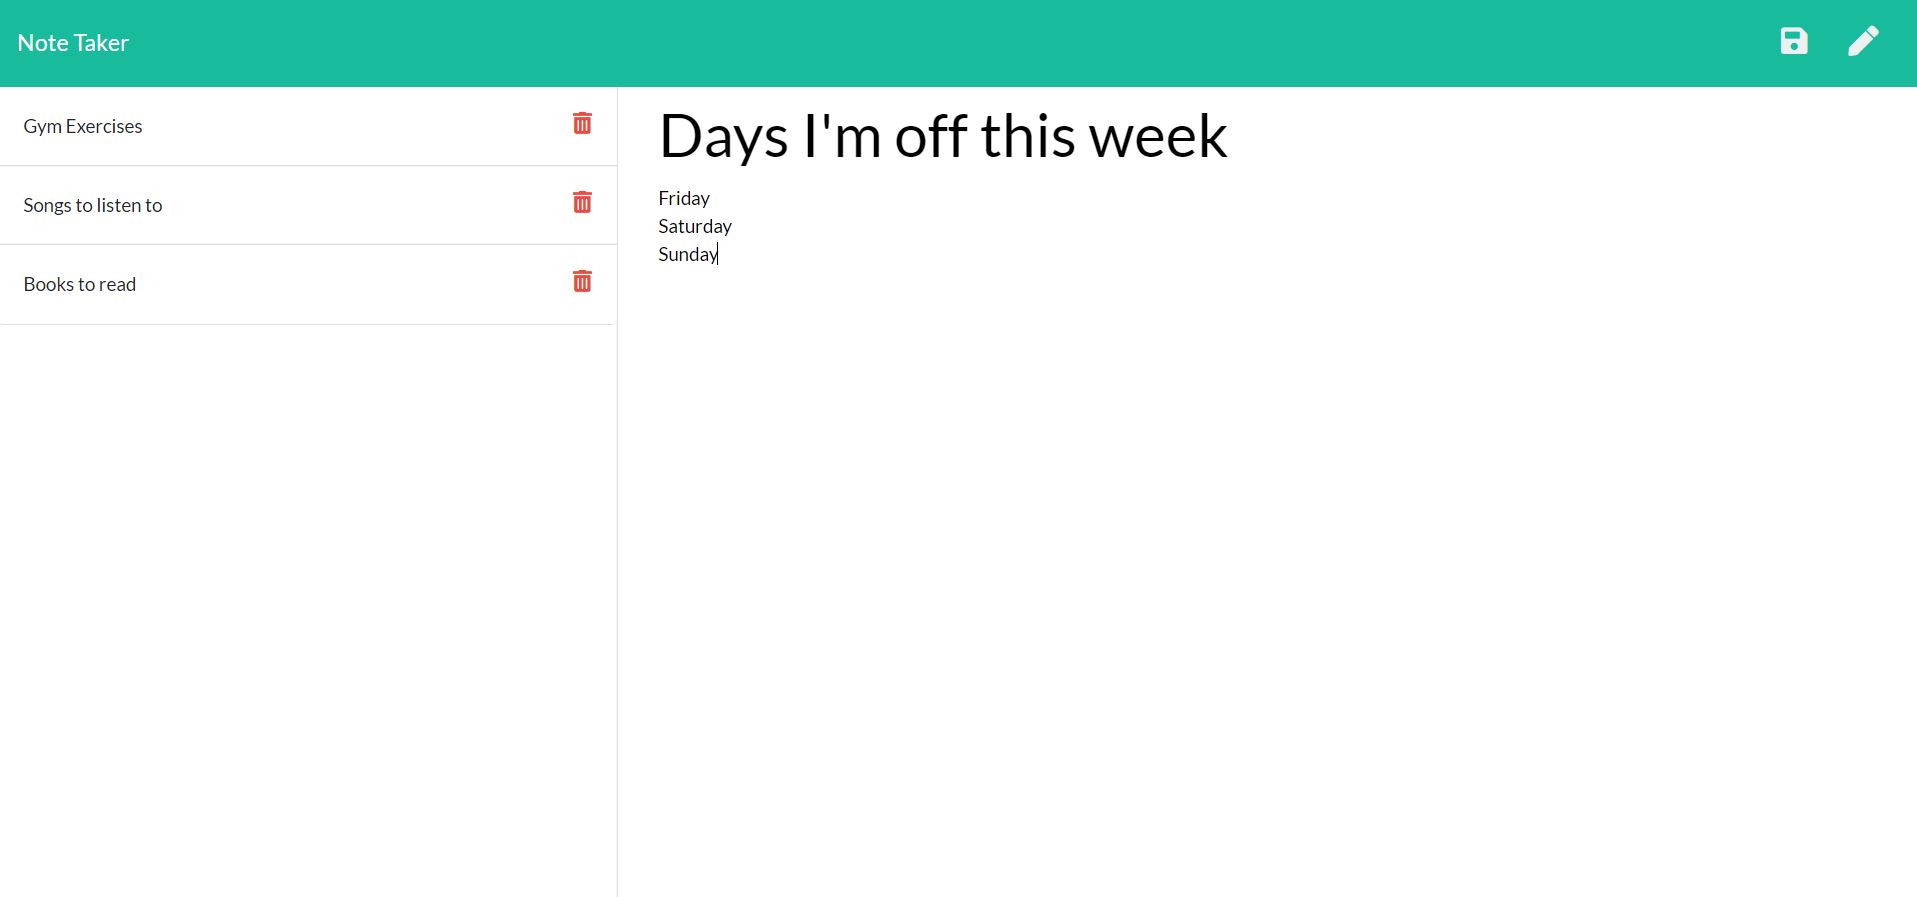 Note Taker
Gym Exercises
Songs to listen to
Books to read
Days I'm off this week
Friday
Saturday
Sunday